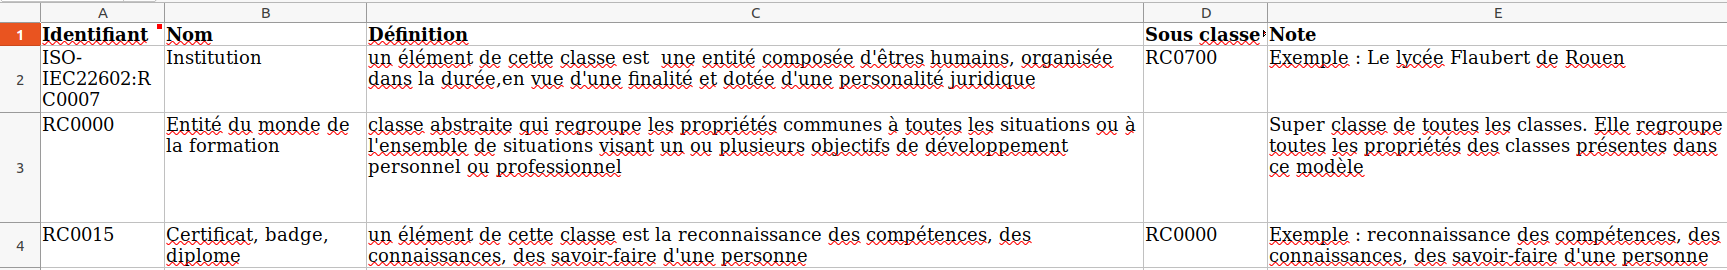 A B C D E
1 Identifiant Nom Définition Sous classe Note
2
ISO-
IEC22602:R
C0007
Institution
un élément de cette classe est  une entité composée d'êtres humains, organisée
dans la durée,en vue d'une finalité et dotée d'une personalité juridique
RC0700
Exemple : Le lycée Flaubert de Rouen
3
RC0000
Entité du monde de
la formation
classe abstraite qui regroupe les propriétés communes à toutes les situations ou à
l'ensemble de situations visant un ou plusieurs objectifs de développement
personnel ou professionnel
Super classe de toutes les classes. Elle regroupe
toutes les propriétés des classes présentes dans
ce modèle
4
RC0015
Certificat, badge,
diplome
un élément de cette classe est la reconnaissance des compétences, des
connaissances, des savoir-faire d'une personne
RC0000
Exemple : reconnaissance des compétences, des
connaissances, des savoir-faire d'une personne